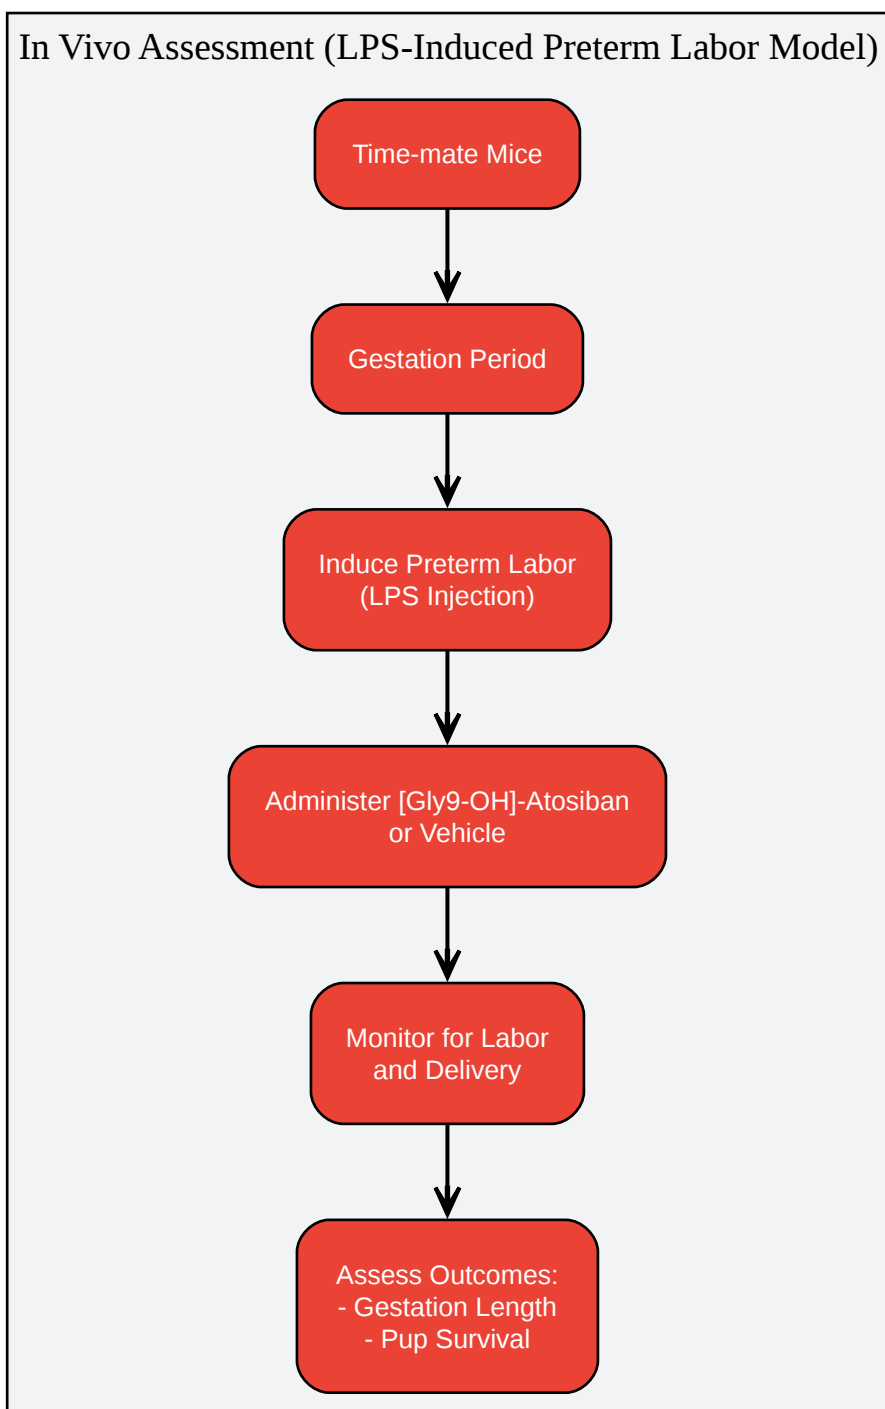 In Vivo Assessment (LPS-Induced Preterm Labor Model)
Time-mate Mice
Gestation Period
Induce Preterm Labor
(LPS Injection)
Administer [Gly9-OH]-Atosiban
or Vehicle
Monitor for Labor
and Delivery
Assess Outcomes:
- Gestation Length
- Pup Survival